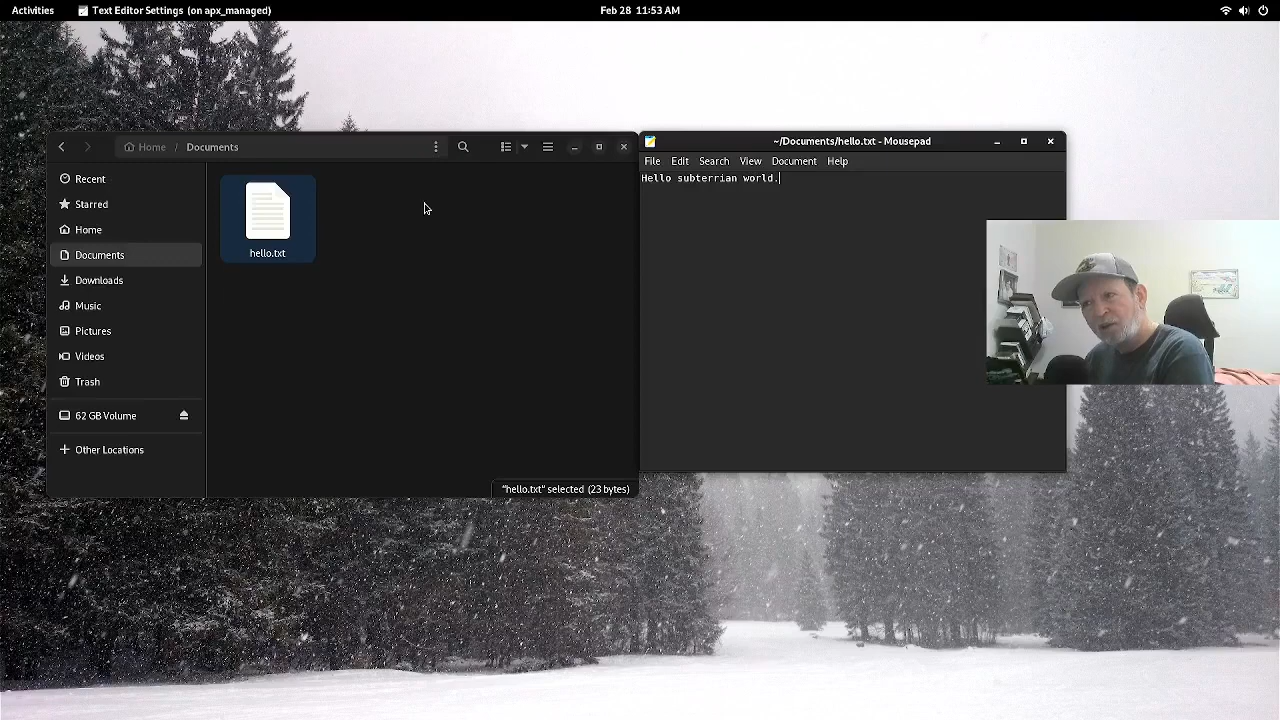 Activities
Text Editor Settings (on apx_managed)
Feb 28 11:53 AM
Home / Documents
Recent
Starred
Home
Documents
Downloads
Music
Pictures
Videos
Trash
62 GB Volume
Other Locations
hello.txt
"hello.txt" selected (23 bytes)
~/Documents/hello.txt - Mousepad
File Edit Search View Document Help
Hello subterrian world.